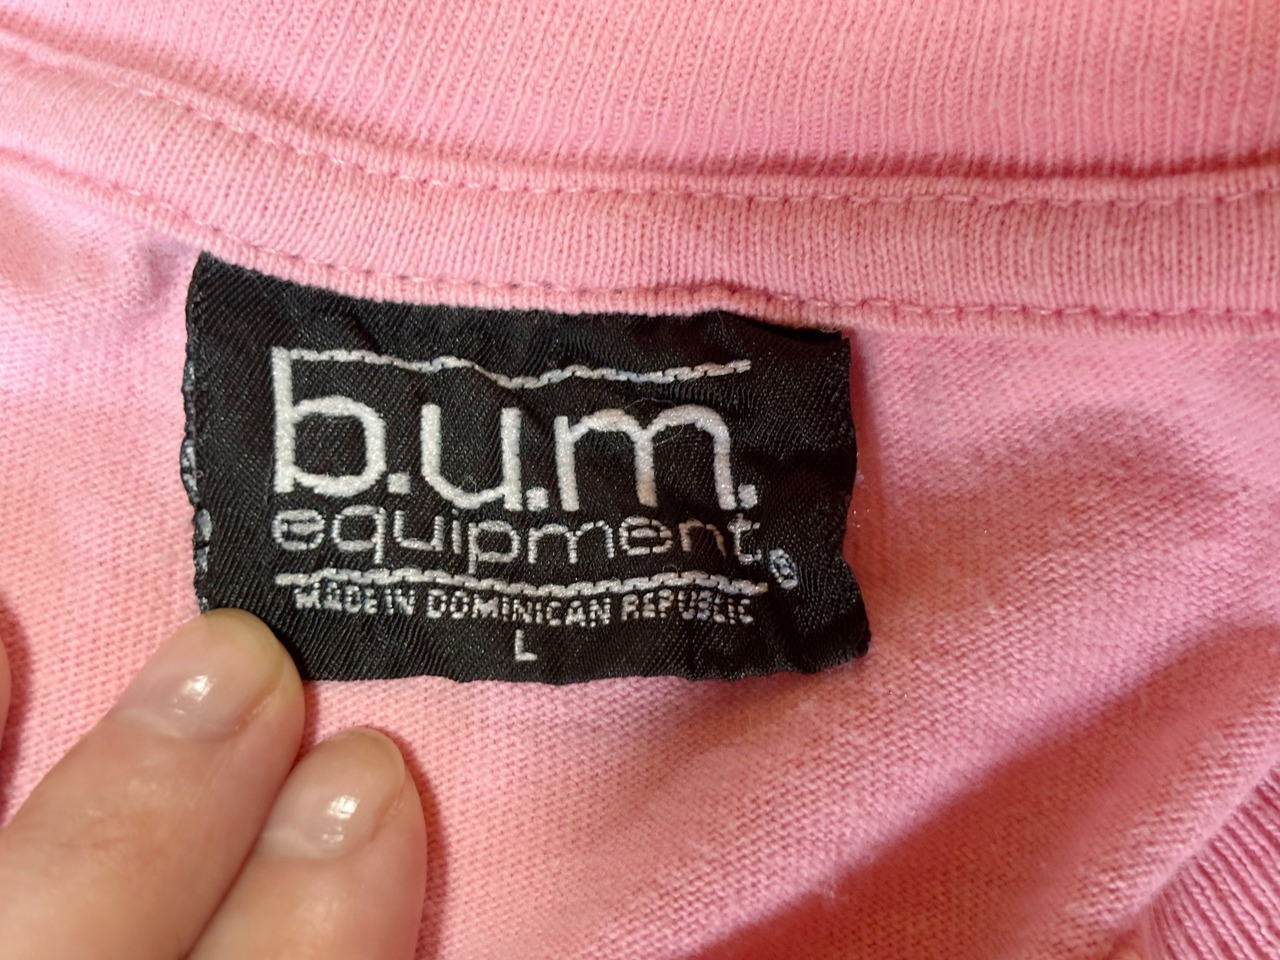 b.u.m.
equipment®
MADE IN DOMINICAN REPUBLIC
L